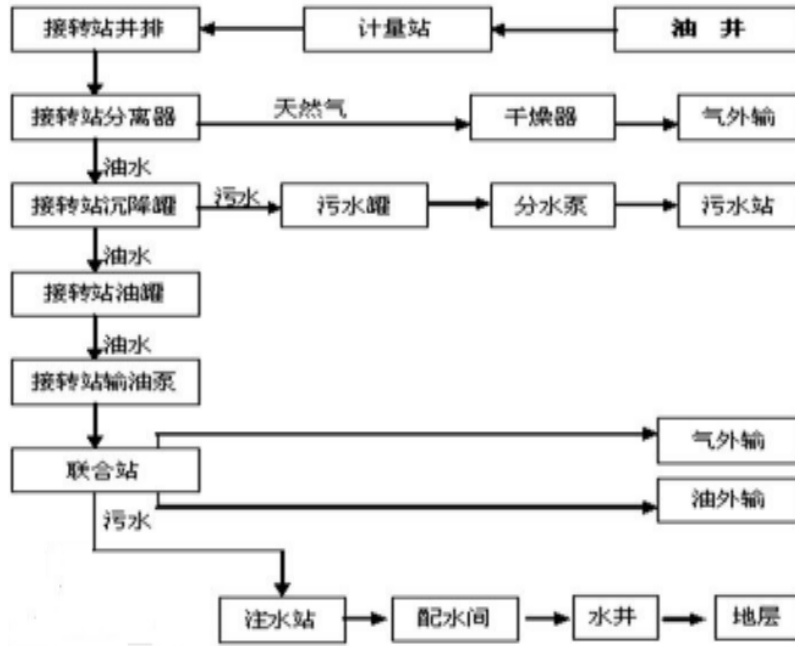 接转站井排 计量站 油 井
接转站分离器 天然气 干燥器 气外输
油水
接转站沉降罐 污水 污水罐 分水泵 污水站
油水
接转站油罐
油水
接转站输油泵
气外输
联合站
油外输
污水
注水站 配水间 水井 地层